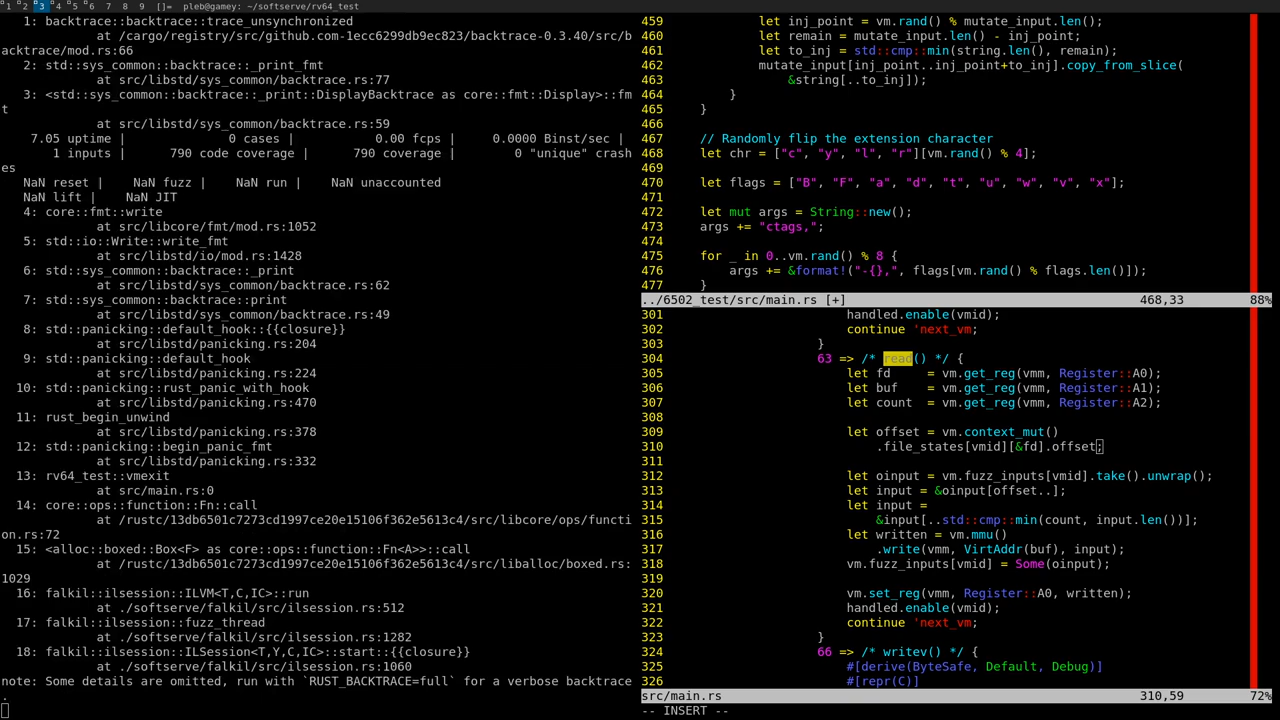 1 2 3 4 5 6 7 8 9 []= pleb@gamey: ~/softserve/rv64_test
1: backtrace::backtrace::trace_unsynchronized
at /cargo/registry/src/github.com-1ecc6299db9ec823/backtrace-0.3.40/src/b
acktrace/mod.rs:66
2: std::sys_common::backtrace::_print_fmt
at src/libstd/sys_common/backtrace.rs:77
3: <std::sys_common::backtrace::_print::DisplayBacktrace as core::fmt::Display>::fm
t
at src/libstd/sys_common/backtrace.rs:59
7.05 uptime | 0 cases | 0.00 fcps | 0.0000 Binst/sec |
1 inputs | 790 code coverage | 790 coverage | 0 "unique" crash
es
NaN reset | NaN fuzz | NaN run | NaN unaccounted
NaN lift | NaN JIT
4: core::fmt::write
at src/libcore/fmt/mod.rs:1052
5: std::io::Write::write_fmt
at src/libstd/io/mod.rs:1428
6: std::sys_common::backtrace::_print
at src/libstd/sys_common/backtrace.rs:62
7: std::sys_common::backtrace::print
at src/libstd/sys_common/backtrace.rs:49
8: std::panicking::default_hook::{{closure}}
at src/libstd/panicking.rs:204
9: std::panicking::default_hook
at src/libstd/panicking.rs:224
10: std::panicking::rust_panic_with_hook
at src/libstd/panicking.rs:470
11: rust_begin_unwind
at src/libstd/panicking.rs:378
12: std::panicking::begin_panic_fmt
at src/libstd/panicking.rs:332
13: rv64_test::vmexit
at src/main.rs:0
14: core::ops::function::Fn::call
at /rustc/13db6501c7273cd1997ce20e15106f362e5613c4/src/libcore/ops/functi
on.rs:72
15: <alloc::boxed::Box<F> as core::ops::function::Fn<A>>::call
at /rustc/13db6501c7273cd1997ce20e15106f362e5613c4/src/liballoc/boxed.rs:
1029
16: falkil::ilsession::ILVM<T,C,IC>::run
at ./softserve/falkil/src/ilsession.rs:512
17: falkil::ilsession::fuzz_thread
at ./softserve/falkil/src/ilsession.rs:1282
18: falkil::ilsession::ILSession<T,Y,C,IC>::start::{{closure}}
at ./softserve/falkil/src/ilsession.rs:1060
note: Some details are omitted, run with `RUST_BACKTRACE=full` for a verbose backtrace
.
459 let inj_point = vm.rand() % mutate_input.len();
460 let remain = mutate_input.len() - inj_point;
461 let to_inj = std::cmp::min(string.len(), remain);
462 mutate_input[inj_point..inj_point+to_inj].copy_from_slice(
463 &string[..to_inj]);
464 }
465 }
466
467 // Randomly flip the extension character
468 let chr = ["c", "y", "l", "r"][vm.rand() % 4];
469
470 let flags = ["B", "F", "a", "d", "t", "u", "w", "v", "x"];
471
472 let mut args = String::new();
473 args += "ctags,";
474
475 for _ in 0..vm.rand() % 8 {
476 args += &format!("-{},", flags[vm.rand() % flags.len()]);
477 }
../6502_test/src/main.rs [+] 468,33 88%
301 handled.enable(vmid);
302 continue 'next_vm;
303 }
304 63 => /* read() */ {
305 let fd = vm.get_reg(vmm, Register::A0);
306 let buf = vm.get_reg(vmm, Register::A1);
307 let count = vm.get_reg(vmm, Register::A2);
308
309 let offset = vm.context_mut()
310 .file_states[vmid][&fd].offset;
311
312 let oinput = vm.fuzz_inputs[vmid].take().unwrap();
313 let input = &oinput[offset..];
314 let input =
315 &input[..std::cmp::min(count, input.len())];
316 let written = vm.mmu()
317 .write(vmm, VirtAddr(buf), input);
318 vm.fuzz_inputs[vmid] = Some(oinput);
319
320 vm.set_reg(vmm, Register::A0, written);
321 handled.enable(vmid);
322 continue 'next_vm;
323 }
324 66 => /* writev() */ {
325 #[derive(ByteSafe, Default, Debug)]
326 #[repr(C)]
src/main.rs 310,59 72%
-- INSERT --